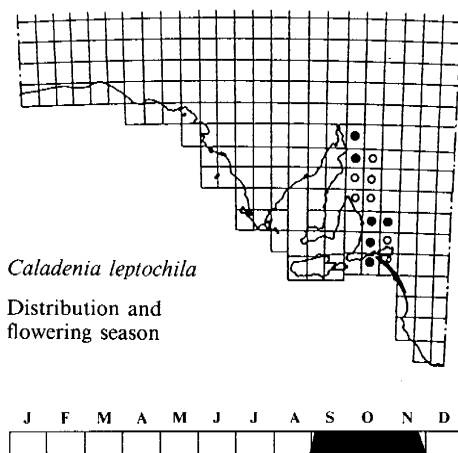 Caladenia leptochila
Distribution and
flowering season
J F M A M J J A S O N D